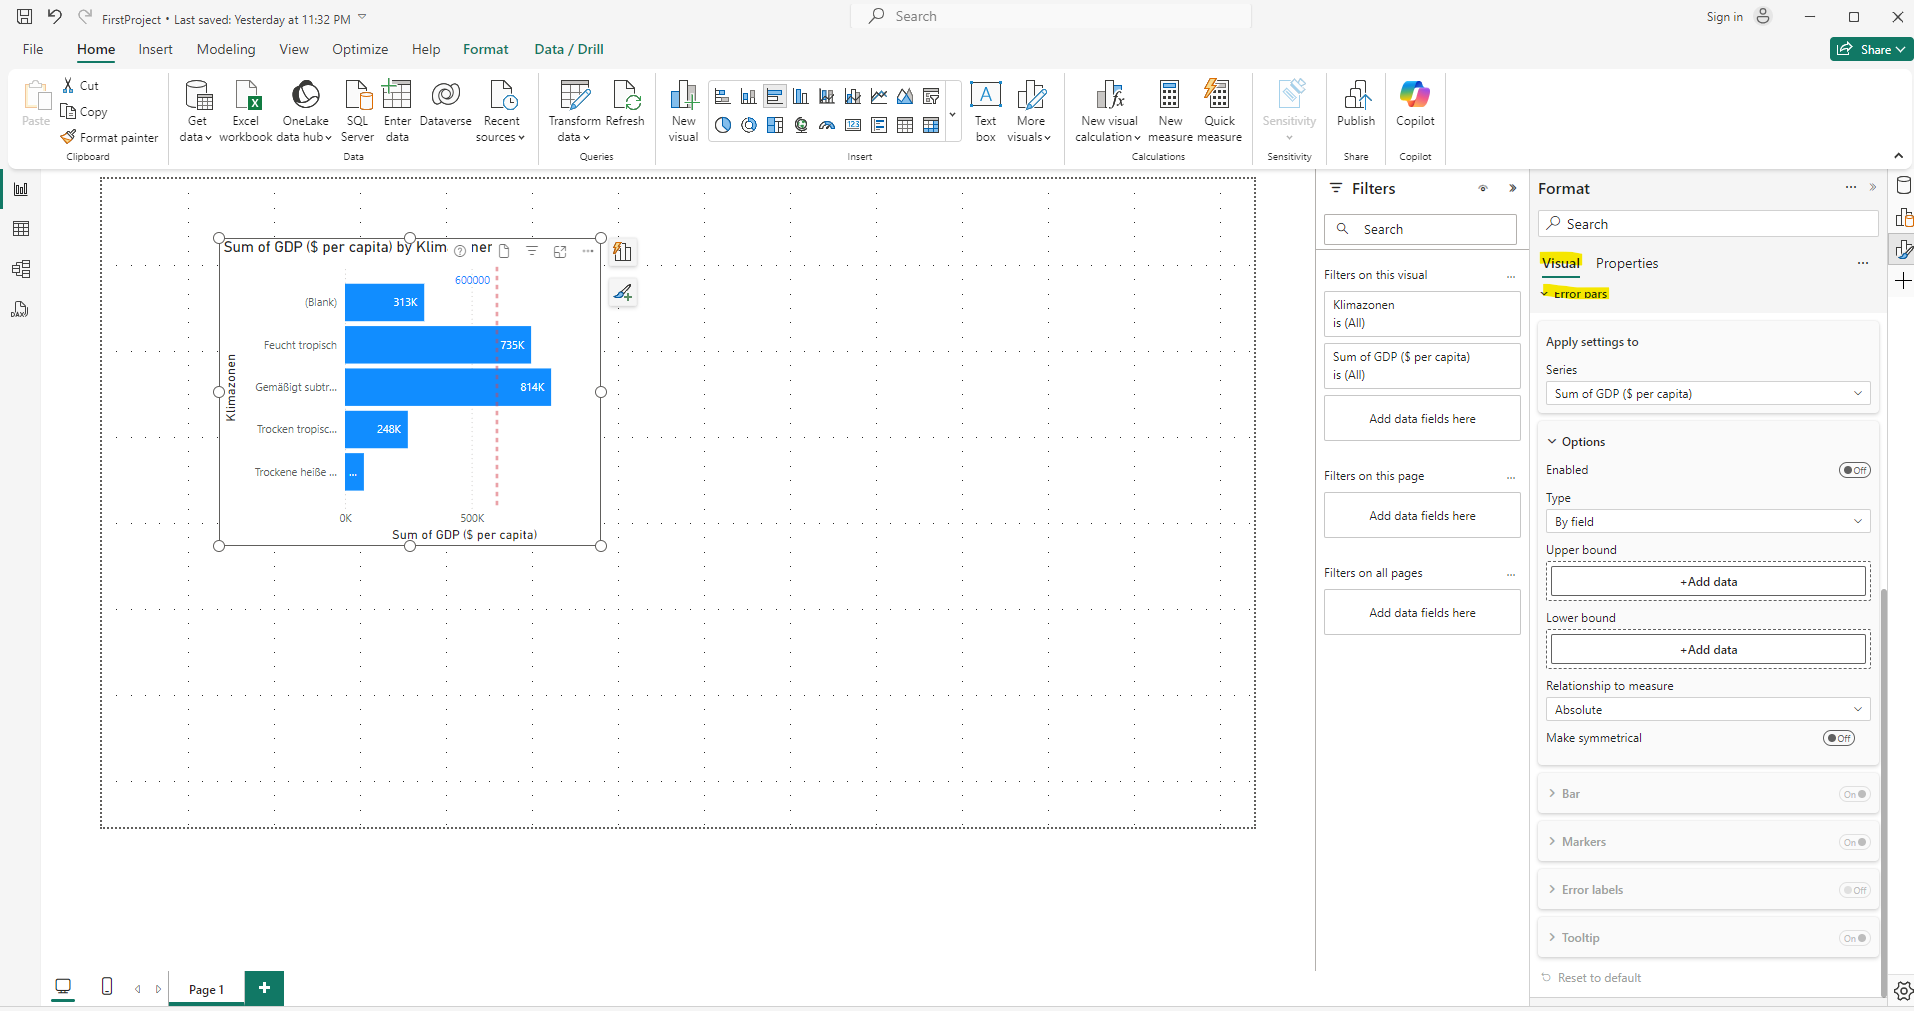 FirstProject • Last saved: Yesterday at 11:32 PM
Search
Sign in
File Home Insert Modeling View Optimize Help Format Data / Drill
Share
Paste
Cut
Copy
Format painter
Clipboard
Get data
Excel workbook
OneLake data hub
SQL Server
Enter data
Dataverse
Recent sources
Data
Transform data
Refresh
Queries
New visual
123
A
Text box
More visuals
Insert
New visual calculation
New measure
Quick measure
Calculations
Sensitivity
Sensitivity
Publish
Share
Copilot
Copilot
DAX
Sum of GDP ($ per capita) by Klim
ner
600000
(Blank) 313K
Feucht tropisch 735K
Gemäßigt subtr... 814K
Trocken tropisc... 248K
Trockene heiße ... ...
Klimazonen
0K 500K
Sum of GDP ($ per capita)
Filters
Search
Filters on this visual ...
Klimazonen
is (All)
Sum of GDP ($ per capita)
is (All)
Add data fields here
Filters on this page ...
Add data fields here
Filters on all pages ...
Add data fields here
Format
Search
Visual Properties
Error bars
Apply settings to
Series
Sum of GDP ($ per capita)
Options
Enabled Off
Type
By field
Upper bound
+Add data
Lower bound
+Add data
Relationship to measure
Absolute
Make symmetrical Off
Bar On
Markers On
Error labels Off
Tooltip On
Reset to default
Page 1